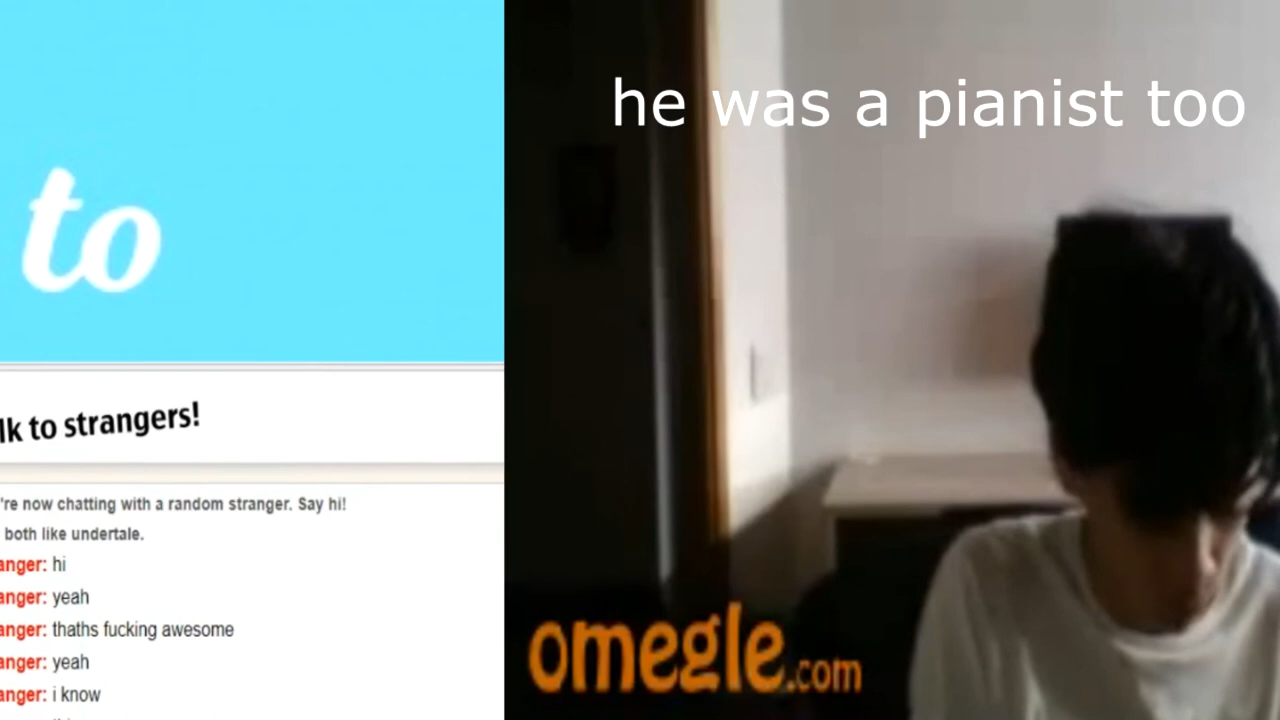 he was a pianist too
to
lk to strangers!
're now chatting with a random stranger. Say hi!
both like undertale.
anger: hi
anger: yeah
anger: thaths fucking awesome
anger: yeah
anger: i know
omegle.com